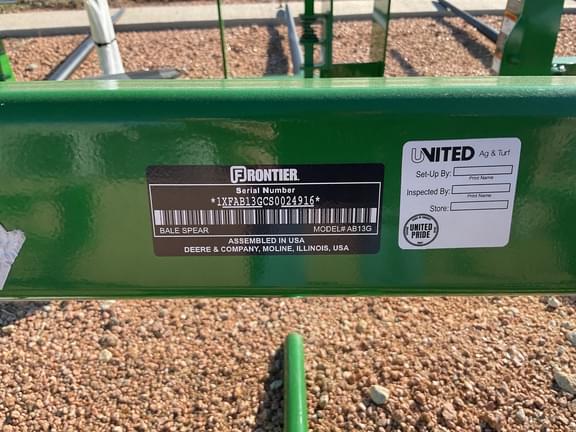 FRONTIER
Serial Number
*1XFAB13GCS0024916*
BALE SPEAR MODEL# AB13G
ASSEMBLED IN USA
DEERE & COMPANY, MOLINE, ILLINOIS, USA
UNITED Ag & Turf
Set-Up By:
Print Name
Inspected By:
Print Name
Store:
UNITED
PRIDE